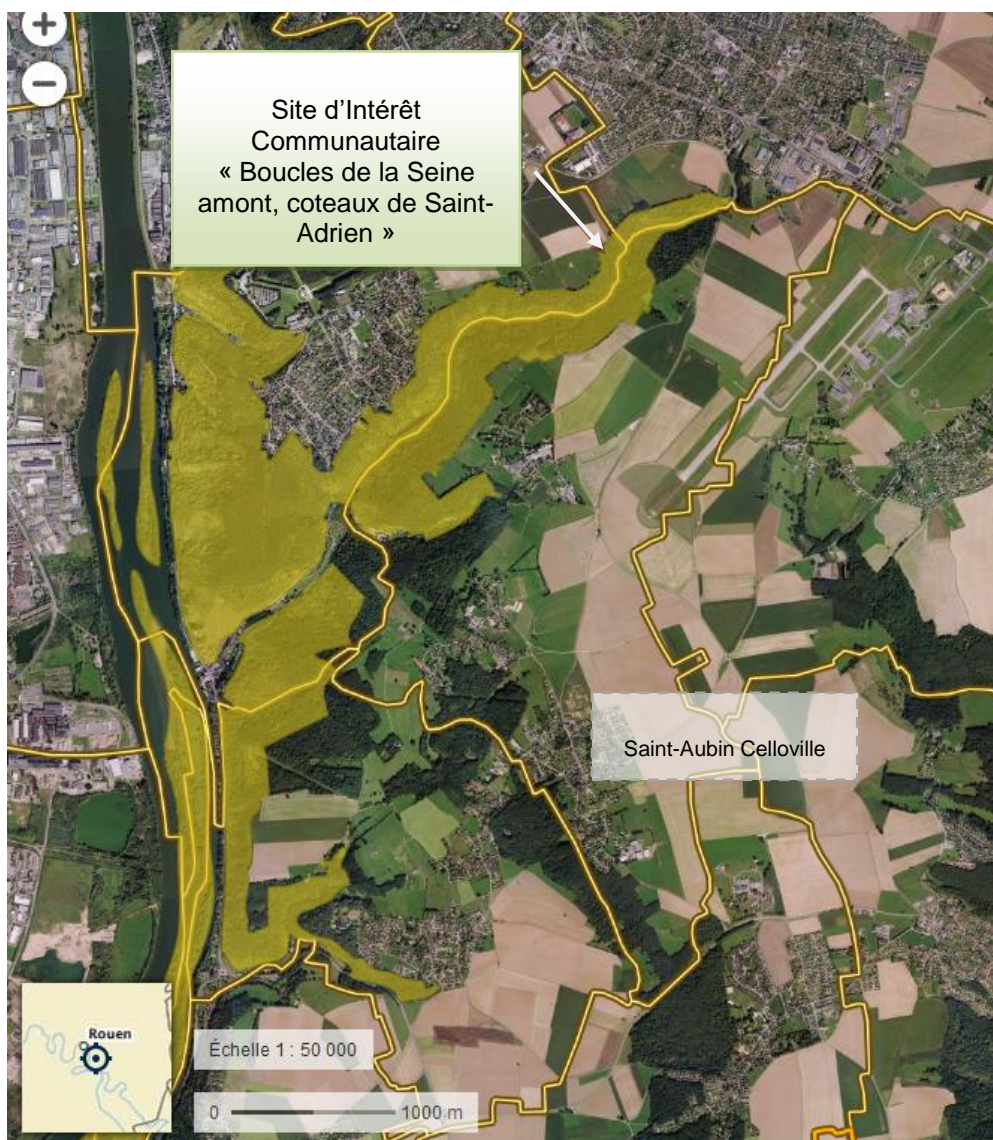 +
−
Site d’Intérêt
Communautaire
« Boucles de la Seine
amont, coteaux de Saint-
Adrien »
Saint-Aubin Celloville
Rouen
Échelle 1 : 50 000
0 1000 m